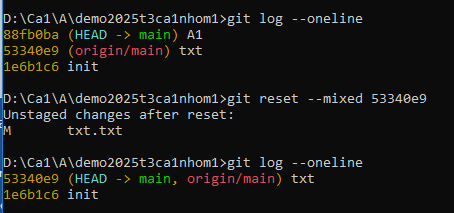 D:\Ca1\A\demo2025t3ca1nhom1>git log --oneline
88fb0ba (HEAD -> main) A1
53340e9 (origin/main) txt
1e6b1c6 init
D:\Ca1\A\demo2025t3ca1nhom1>git reset --mixed 53340e9
Unstaged changes after reset:
M       txt.txt
D:\Ca1\A\demo2025t3ca1nhom1>git log --oneline
53340e9 (HEAD -> main, origin/main) txt
1e6b1c6 init